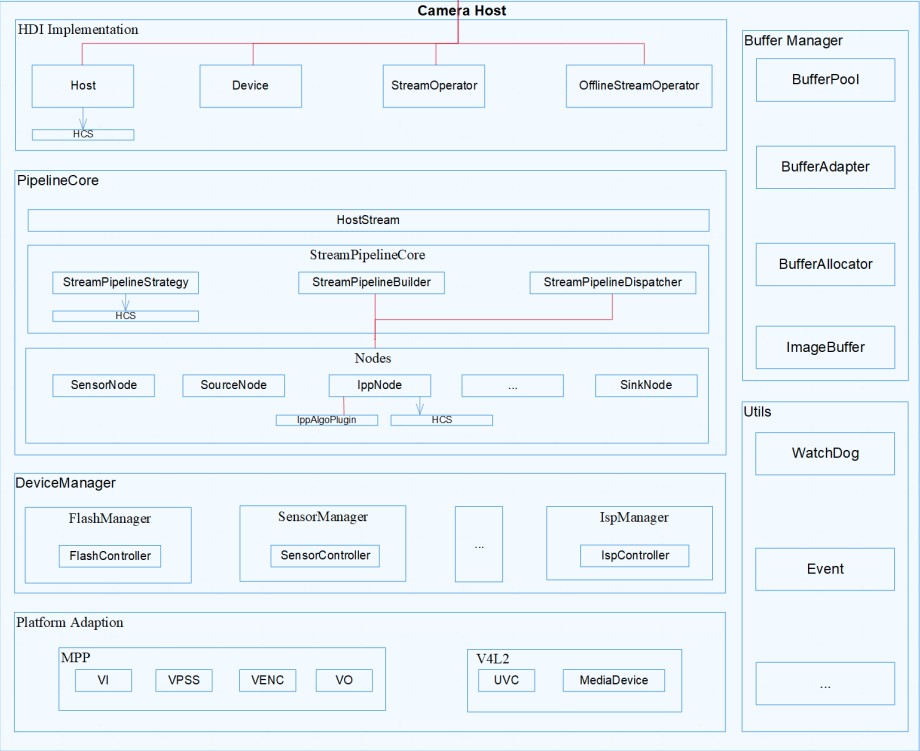 Camera Host
HDI Implementation
Host
Device
StreamOperator
OfflineStreamOperator
HCS
PipelineCore
HostStream
StreamPipelineCore
StreamPipelineStrategy
StreamPipelineBuilder
StreamPipelineDispatcher
HCS
Nodes
SensorNode
SourceNode
IppNode
...
SinkNode
IppAlgoPlugin
HCS
DeviceManager
FlashManager
FlashController
SensorManager
SensorController
...
IspManager
IspController
Platform Adaption
MPP
VI
VPSS
VENC
VO
V4L2
UVC
MediaDevice
Buffer Manager
BufferPool
BufferAdapter
BufferAllocator
ImageBuffer
Utils
WatchDog
Event
...